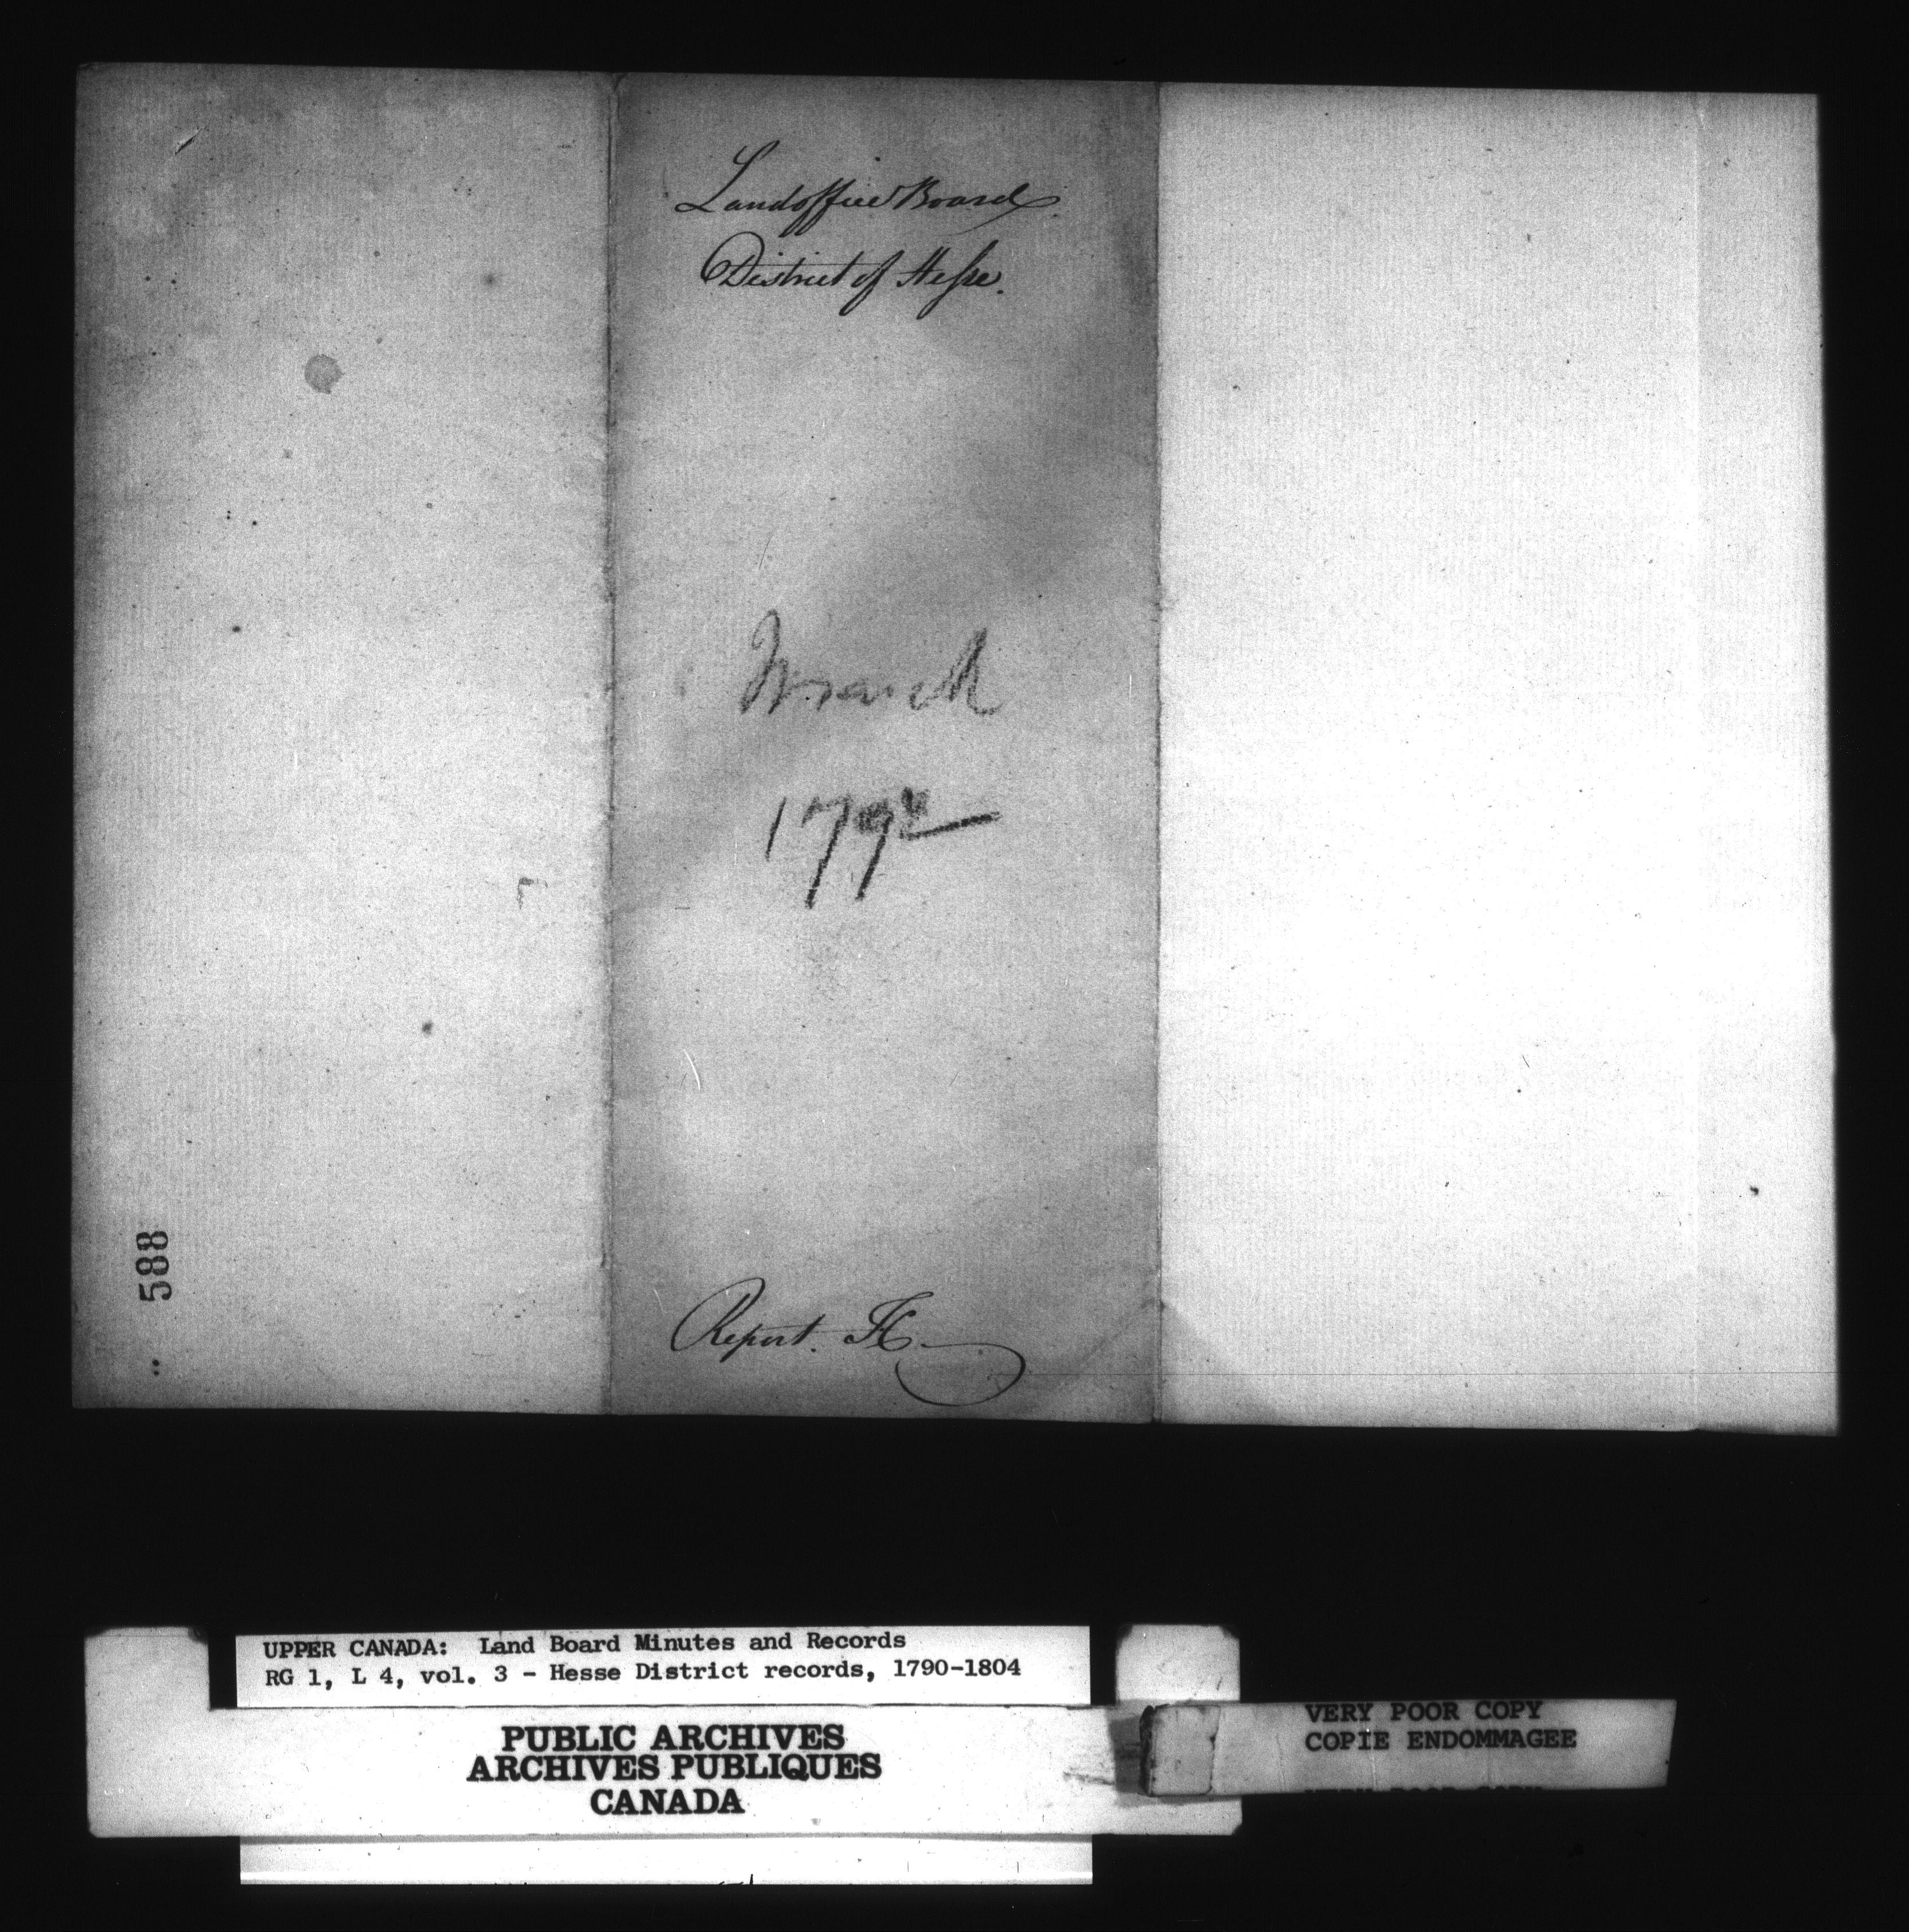 Landoffice Board
District of Hesse.
March
1792
588
Report. H
UPPER CANADA: Land Board Minutes and Records
RG 1, L 4, vol. 3 - Hesse District records, 1790-1804
PUBLIC ARCHIVES
ARCHIVES PUBLIQUES
CANADA
VERY POOR COPY
COPIE ENDOMMAGEE